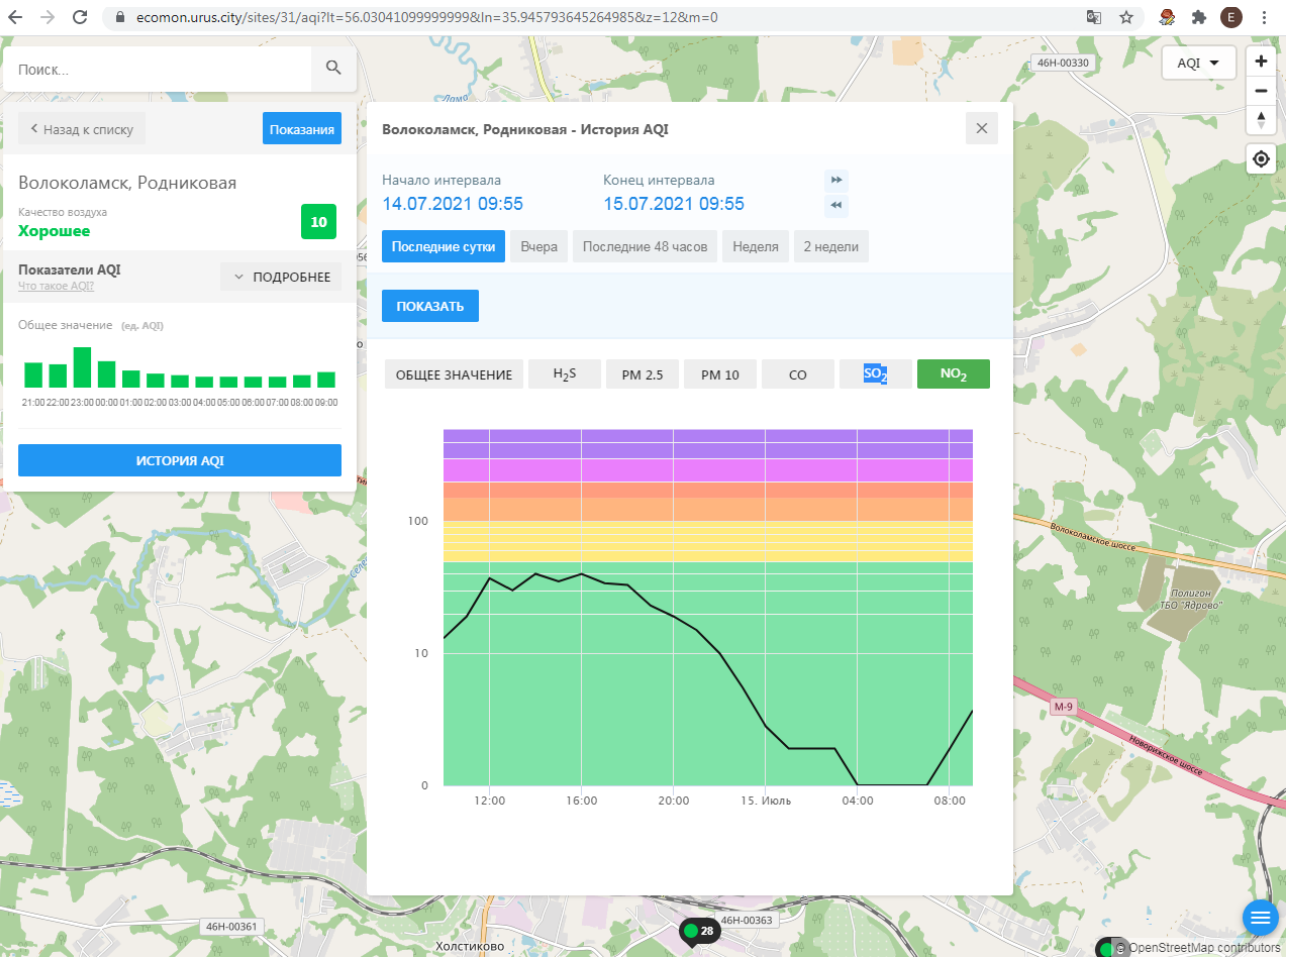 ecomon.urus.city/sites/31/aqi?lt=56.03041099999999&ln=35.945793645264985&z=12&m=0
E
Поиск...
Лама
46Н-00330
AQI
Назад к списку
Показания
Волоколамск, Родниковая
Качество воздуха
Хорошее
10
Показатели AQI
Что такое AQI?
ПОДРОБНЕЕ
Общее значение (ед. AQI)
21:00 22:00 23:00 00:00 01:00 02:00 03:00 04:00 05:00 06:00 07:00 08:00 09:00
ИСТОРИЯ AQI
Волоколамск, Родниковая - История AQI
Начало интервала
14.07.2021 09:55
Конец интервала
15.07.2021 09:55
Последние сутки
Вчера
Последние 48 часов
Неделя
2 недели
ПОКАЗАТЬ
ОБЩЕЕ ЗНАЧЕНИЕ
H2S
PM 2.5
PM 10
CO
SO2
NO2
100
10
0
12:00
16:00
20:00
15. Июль
04:00
08:00
Волоколамское шоссе
Полигон
ТБО "Ядрово"
М-9
Новорижское шоссе
46Н-00361
46Н-00363
28
Холстиково
© OpenStreetMap contributors